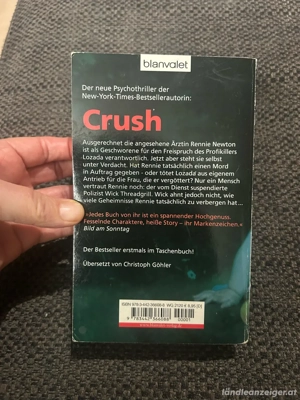 blanvalet
Der neue Psychothriller der
New-York-Times-Bestsellerautorin:
Crush
Ausgerechnet die angesehene Ärztin Rennie Newton
ist als Geschworene für den Freispruch des Profikillers
Lozada verantwortlich. Jetzt aber steht sie selbst
unter Verdacht. Hat Rennie tatsächlich einen Mord
in Auftrag gegeben – oder tötet Lozada aus eigenem
Antrieb für die Frau, die er vergöttert? Nur ein Mensch
vertraut Rennie noch: der vom Dienst suspendierte
Polizist Wick Threadgrill. Wick ahnt jedoch nicht, wie
viele Geheimnisse Rennie tatsächlich zu verbergen hat ...
»Jedes Buch von ihr ist ein spannender Hochgenuss.
Fesselnde Charaktere, heiße Story – ihr Markenzeichen.«
Bild am Sonntag
Der Bestseller erstmals im Taschenbuch!
Übersetzt von Christoph Göhler
ländleanzeiger.at